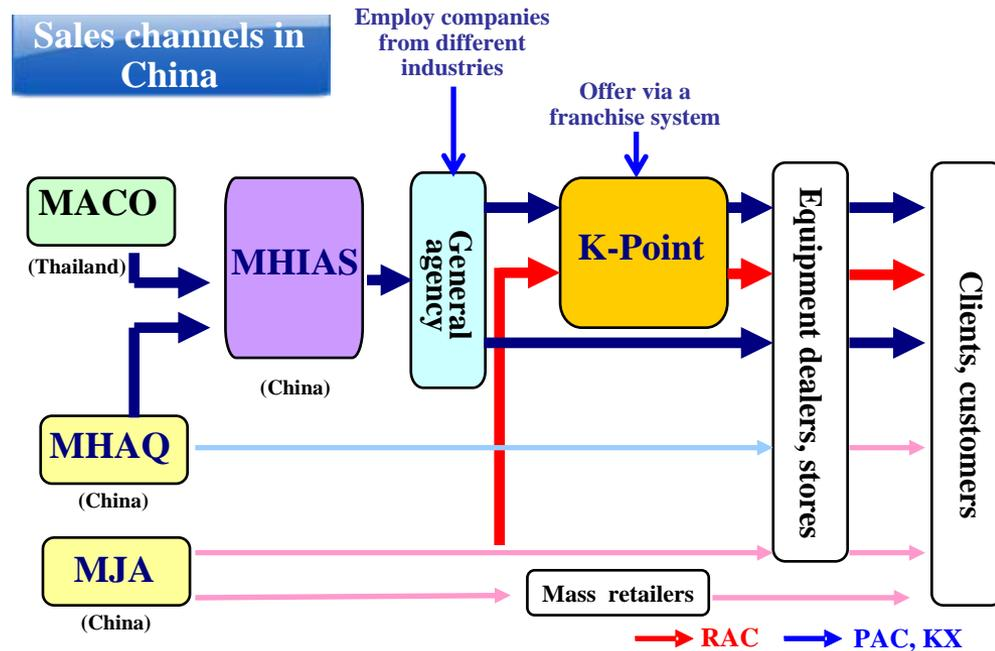 Sales channels in
China
Employ companies
from different
industries
Offer via a
franchise system
MACO
(Thailand)
MHIAS
(China)
General
agency
K-Point
Equipment dealers, stores
Clients, customers
MHAQ
(China)
MJA
(China)
Mass retailers
RAC
PAC, KX